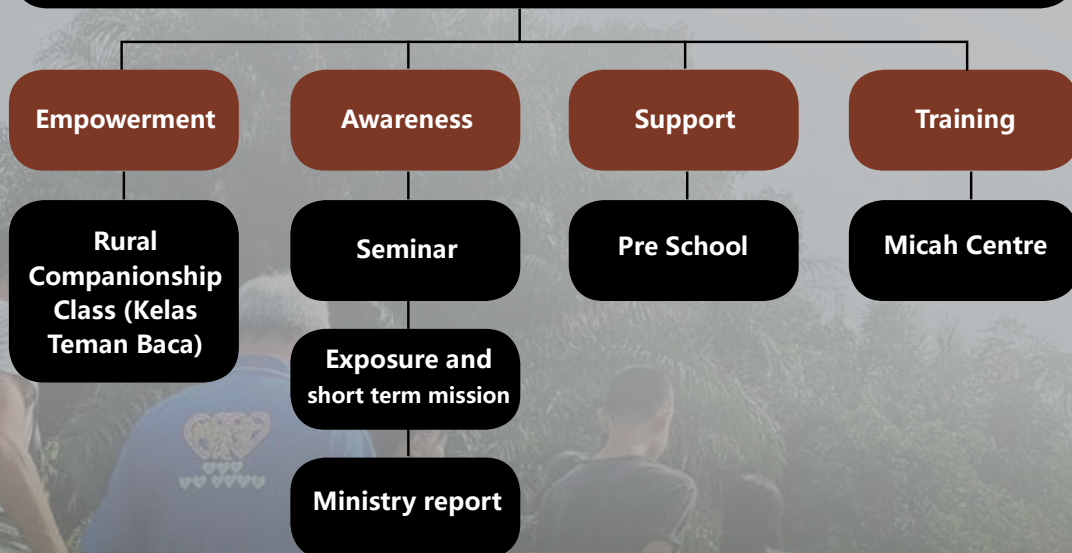 Empowerment
Awareness
Support
Training
Rural
Companionship
Class (Kelas
Teman Baca)
Seminar
Exposure and
short term mission
Ministry report
Pre School
Micah Centre